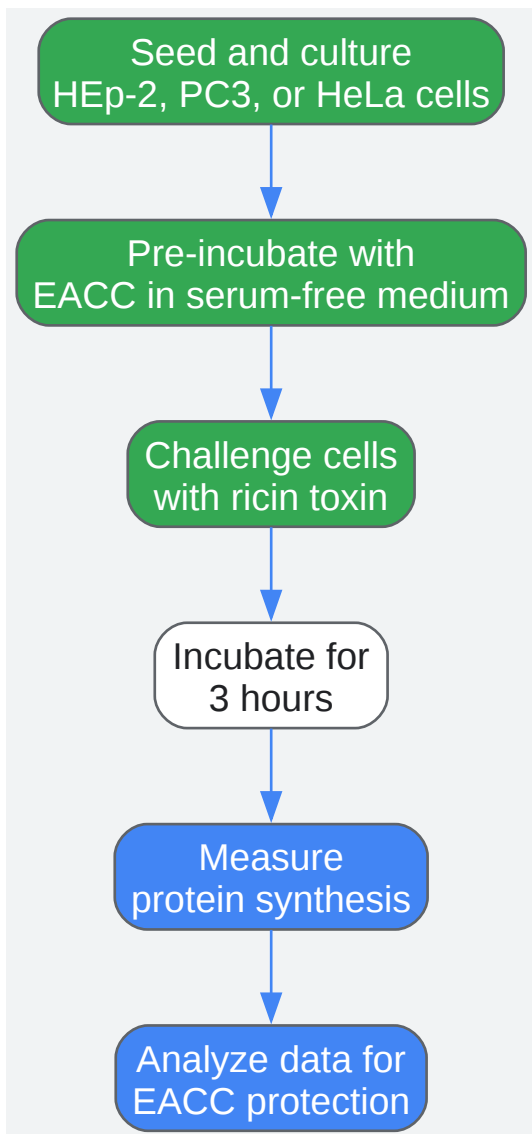 Seed and culture
HEp-2, PC3, or HeLa cells
Pre-incubate with
EACC in serum-free medium
Challenge cells
with ricin toxin
Incubate for
3 hours
Measure
protein synthesis
Analyze data for
EACC protection